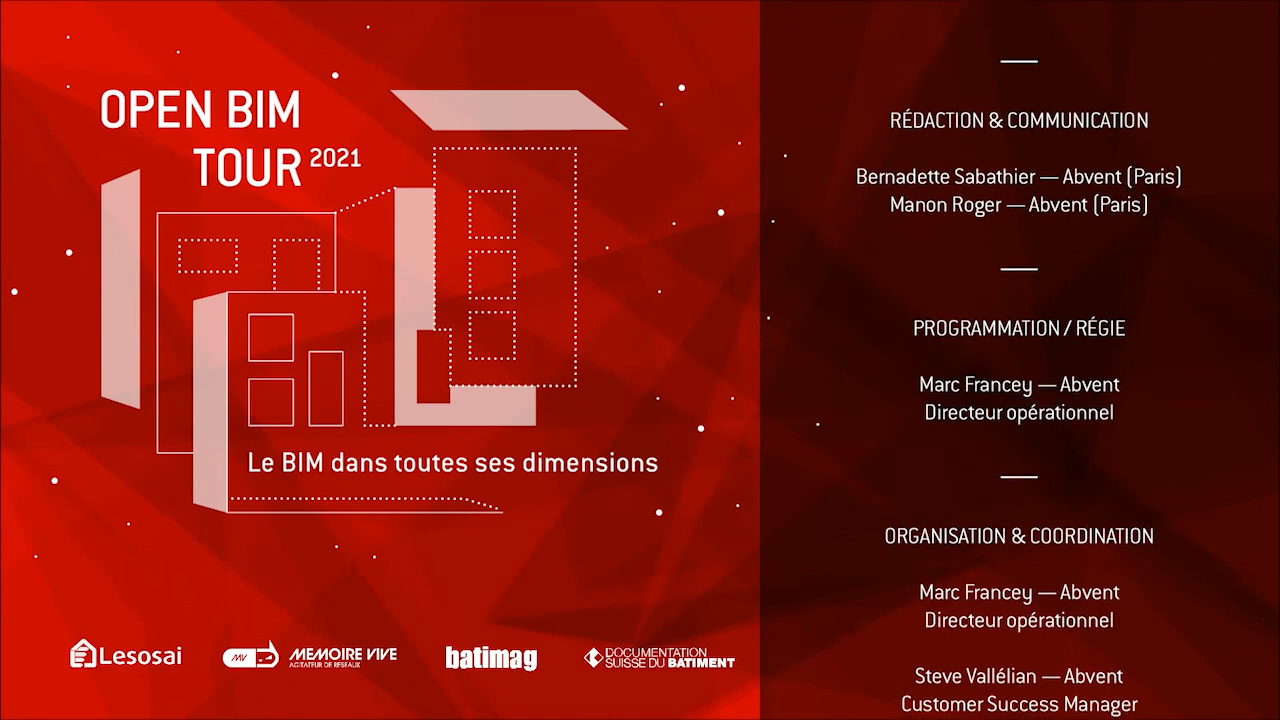 OPEN BIM
TOUR 2021
Le BIM dans toutes ses dimensions
Lesosai
MV
MEMOIRE VIVE
AGITATEUR DE RESEAUX
batimag
DOCUMENTATION
SUISSE DU BATIMENT
RÉDACTION & COMMUNICATION
Bernadette Sabathier — Abvent (Paris)
Manon Roger — Abvent (Paris)
PROGRAMMATION / RÉGIE
Marc Francey — Abvent
Directeur opérationnel
ORGANISATION & COORDINATION
Marc Francey — Abvent
Directeur opérationnel
Steve Vallélian — Abvent
Customer Success Manager